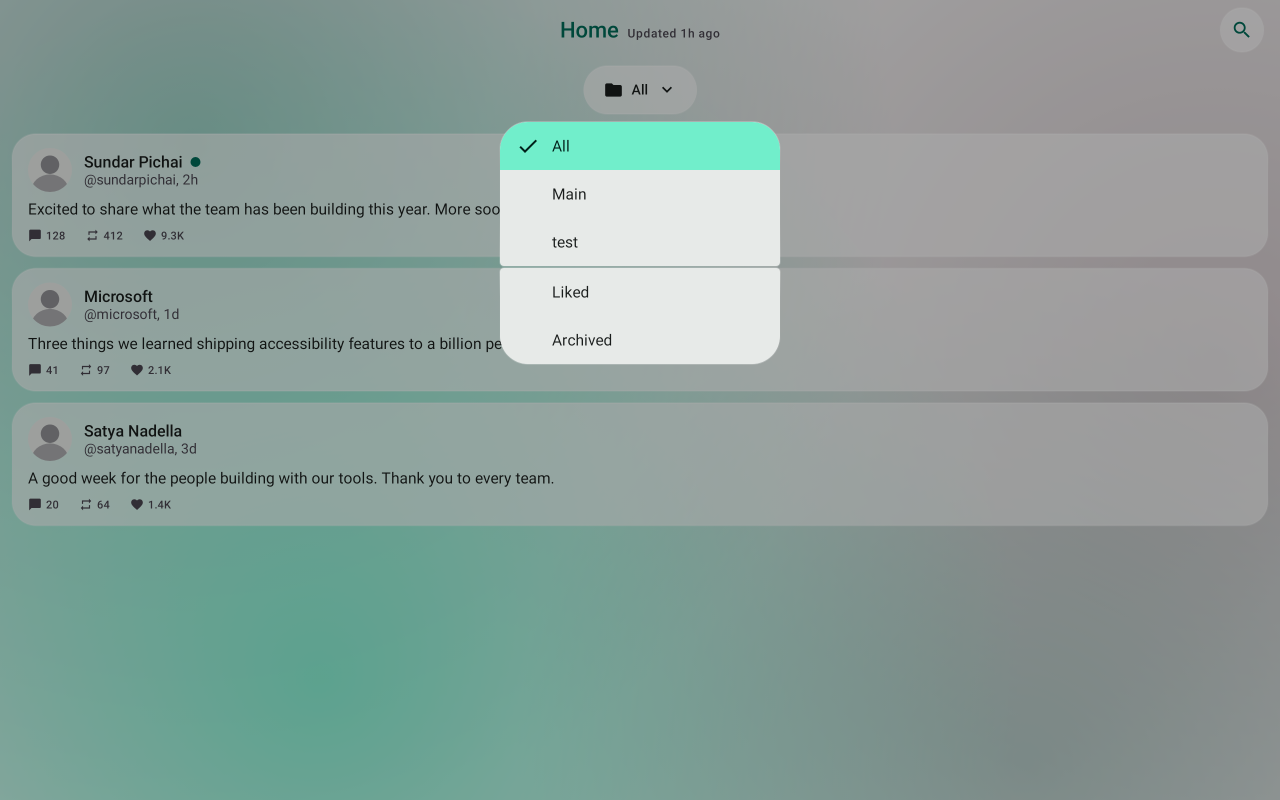 Home Updated 1h ago
All
All
Main
test
Liked
Archived
Sundar Pichai
@sundarpichai, 2h
Excited to share what the team has been building this year. More
128 412 9.3K
Microsoft
@microsoft, 1d
Three things we learned shipping accessibility features to a billion
41 97 2.1K
Satya Nadella
@satyanadella, 3d
A good week for the people building with our tools. Thank you to every team.
20 64 1.4K